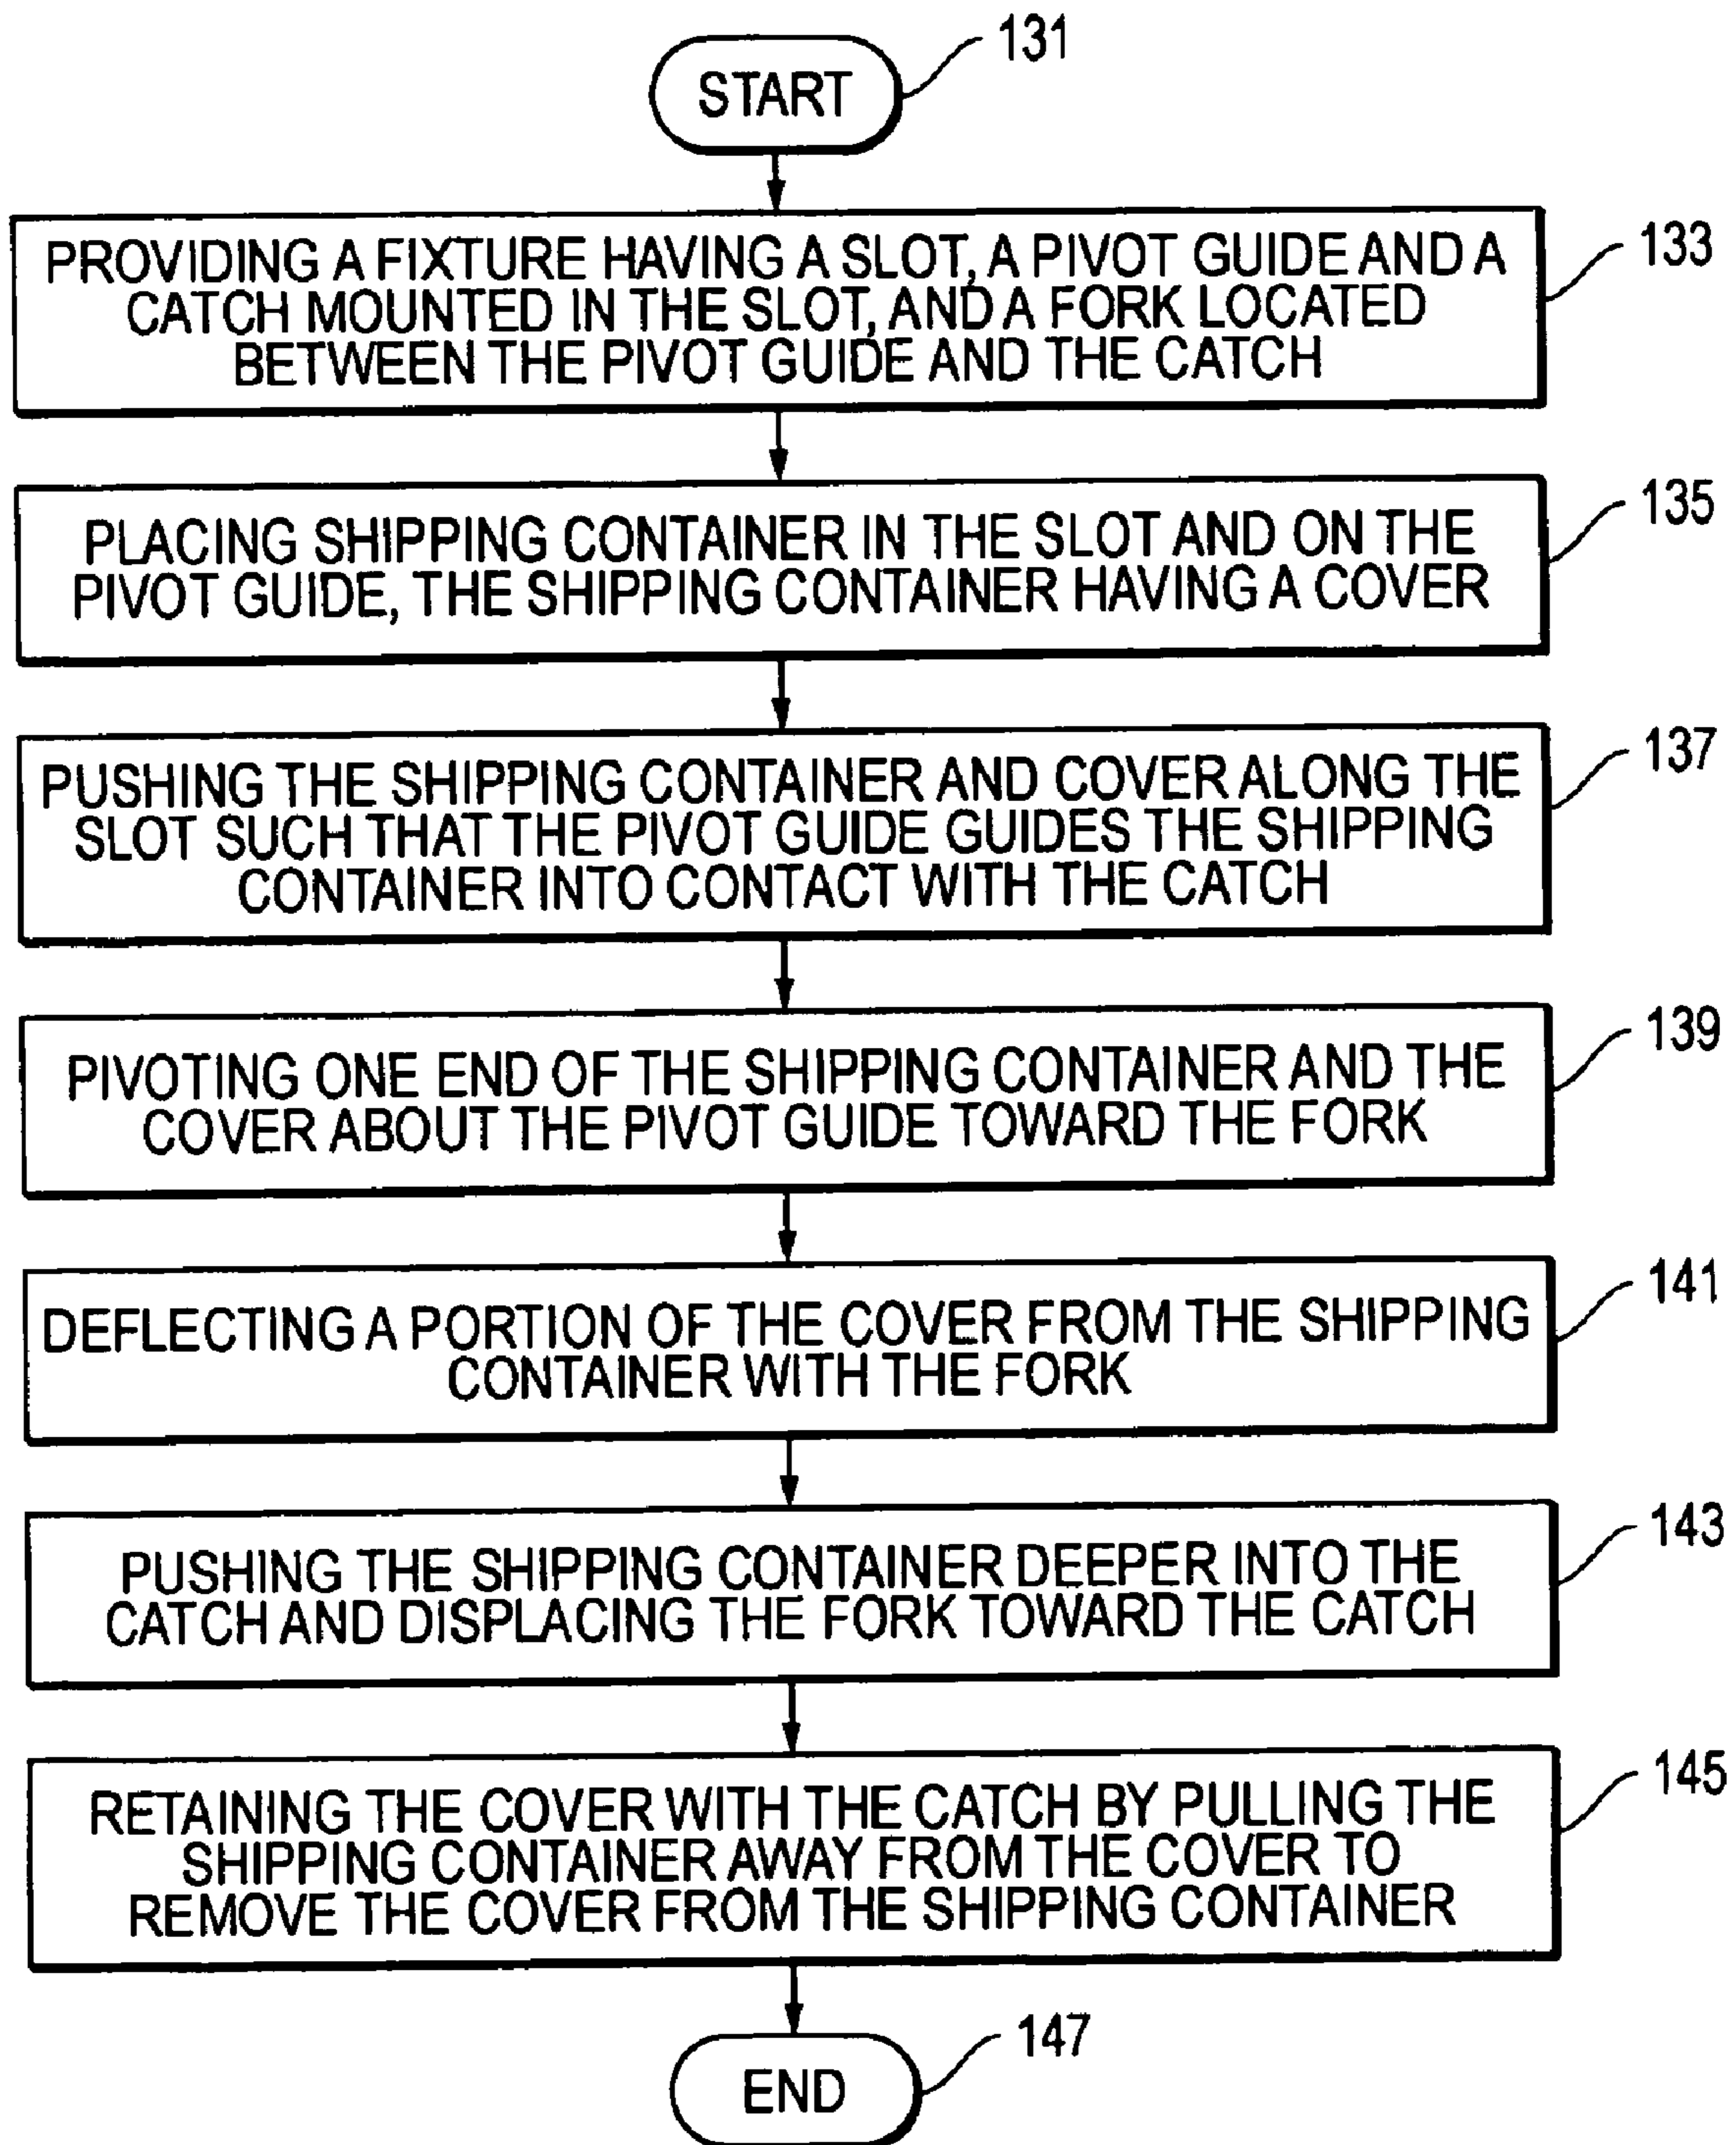 START
131
PROVIDING A FIXTURE HAVING A SLOT, A PIVOT GUIDE AND A
CATCH MOUNTED IN THE SLOT, AND A FORK LOCATED
BETWEEN THE PIVOT GUIDE AND THE CATCH
133
PLACING SHIPPING CONTAINER IN THE SLOT AND ON THE
PIVOT GUIDE, THE SHIPPING CONTAINER HAVING A COVER
135
PUSHING THE SHIPPING CONTAINER AND COVER ALONG THE
SLOT SUCH THAT THE PIVOT GUIDE GUIDES THE SHIPPING
CONTAINER INTO CONTACT WITH THE CATCH
137
PIVOTING ONE END OF THE SHIPPING CONTAINER AND THE
COVER ABOUT THE PIVOT GUIDE TOWARD THE FORK
139
DEFLECTING A PORTION OF THE COVER FROM THE SHIPPING
CONTAINER WITH THE FORK
141
PUSHING THE SHIPPING CONTAINER DEEPER INTO THE
CATCH AND DISPLACING THE FORK TOWARD THE CATCH
143
RETAINING THE COVER WITH THE CATCH BY PULLING THE
SHIPPING CONTAINER AWAY FROM THE COVER TO
REMOVE THE COVER FROM THE SHIPPING CONTAINER
145
END
147